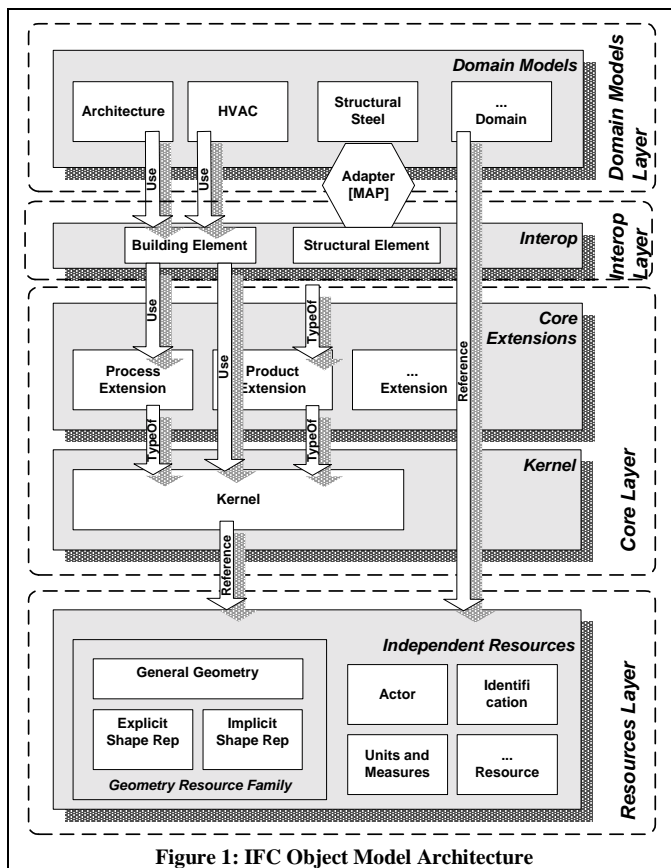 Domain Models
Architecture
HVAC
Structural
Steel
...
Domain
Domain Models
Layer
Use
Use
Adapter
[MAP]
Building Element
Structural Element
Interop
Interop
Layer
Use
Use
TypeOf
Reference
Core
Extensions
Process
Extension
Product
Extension
...
Extension
TypeOf
TypeOf
Kernel
Kernel
Core Layer
Reference
Independent Resources
General Geometry
Explicit
Shape Rep
Implicit
Shape Rep
Geometry Resource Family
Actor
Identifi
cation
Units and
Measures
...
Resource
Resources Layer
Figure 1: IFC Object Model Architecture